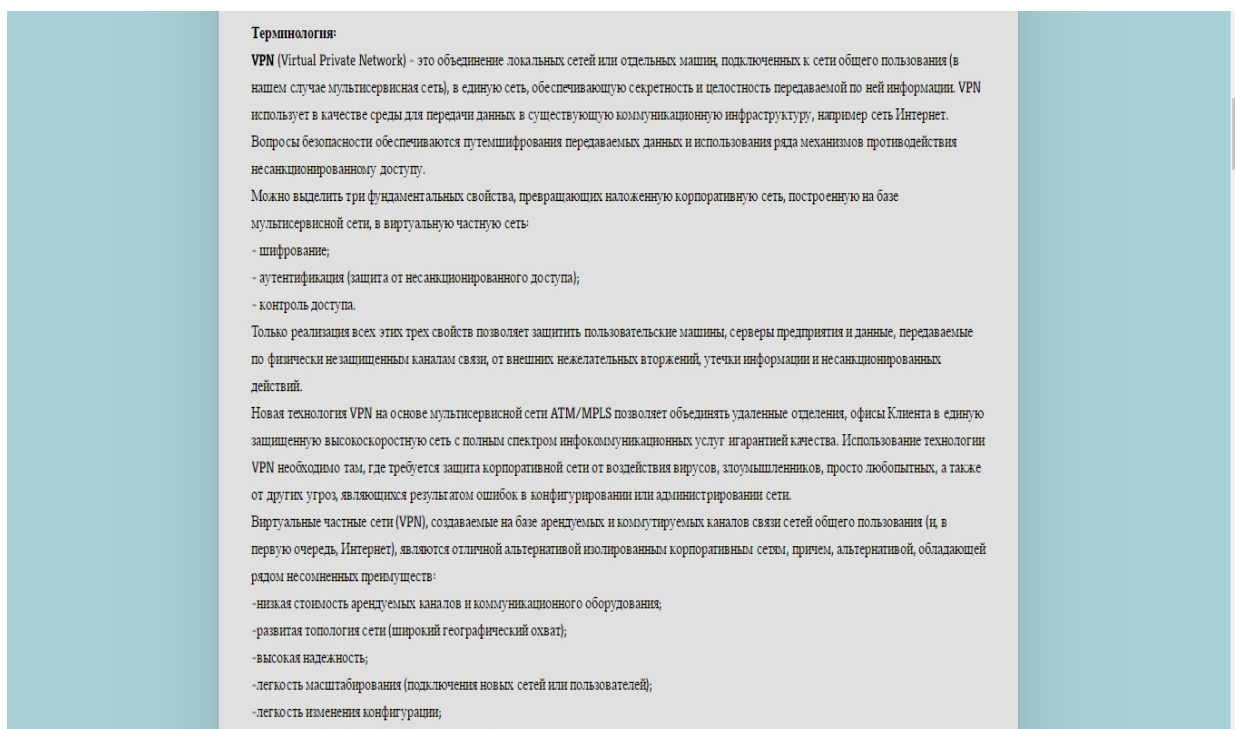 Терминология:
VPN (Virtual Private Network) - это объединение локальных сетей или отдельных машин, подключенных к сети общего пользования (в
нашем случае мультисервисная сеть), в единую сеть, обеспечивающую секретность и целостность передаваемой по ней информации. VPN
использует в качестве среды для передачи данных в существующую коммуникационную инфраструктуру, например сеть Интернет.
Вопросы безопасности обеспечиваются путемшифрования передаваемых данных и использования ряда механизмов противодействия
несанкционированному доступу.
Можно выделить три фундаментальных свойства, превращающих наложенную корпоративную сеть, построенную на базе
мультисервисной сети, в виртуальную частную сеть:
- шифрование;
- аутентификация (защита от несанкционированного доступа);
- контроль доступа.
Только реализация всех этих трех свойств позволяет защитить пользовательские машины, серверы предприятия и данные, передаваемые
по физически незащищенным каналам связи, от внешних нежелательных вторжений, утечки информации и несанкционированных
действий.
Новая технология VPN на основе мультисервисной сети ATM/MPLS позволяет объединять удаленные отделения, офисы Клиента в единую
защищенную высокоскоростную сеть с полным спектром инфокоммуникационных услуг игарантией качества. Использование технологии
VPN необходимо там, где требуется защита корпоративной сети от воздействия вирусов, злоумышленников, просто любопытных, а также
от других угроз, являющихся результатом ошибок в конфигурировании или администрировании сети.
Виртуальные частные сети (VPN), создаваемые на базе арендуемых и коммутируемых каналов связи сетей общего пользования (и, в
первую очередь, Интернет), являются отличной альтернативой изолированным корпоративным сетям, причем, альтернативой, обладающей
рядом несомненных преимуществ:
-низкая стоимость арендуемых каналов и коммуникационного оборудования;
-развитая топология сети (широкий географический охват);
-высокая надежность;
-легкость масштабирования (подключения новых сетей или пользователей);
-легкость изменения конфигурации;